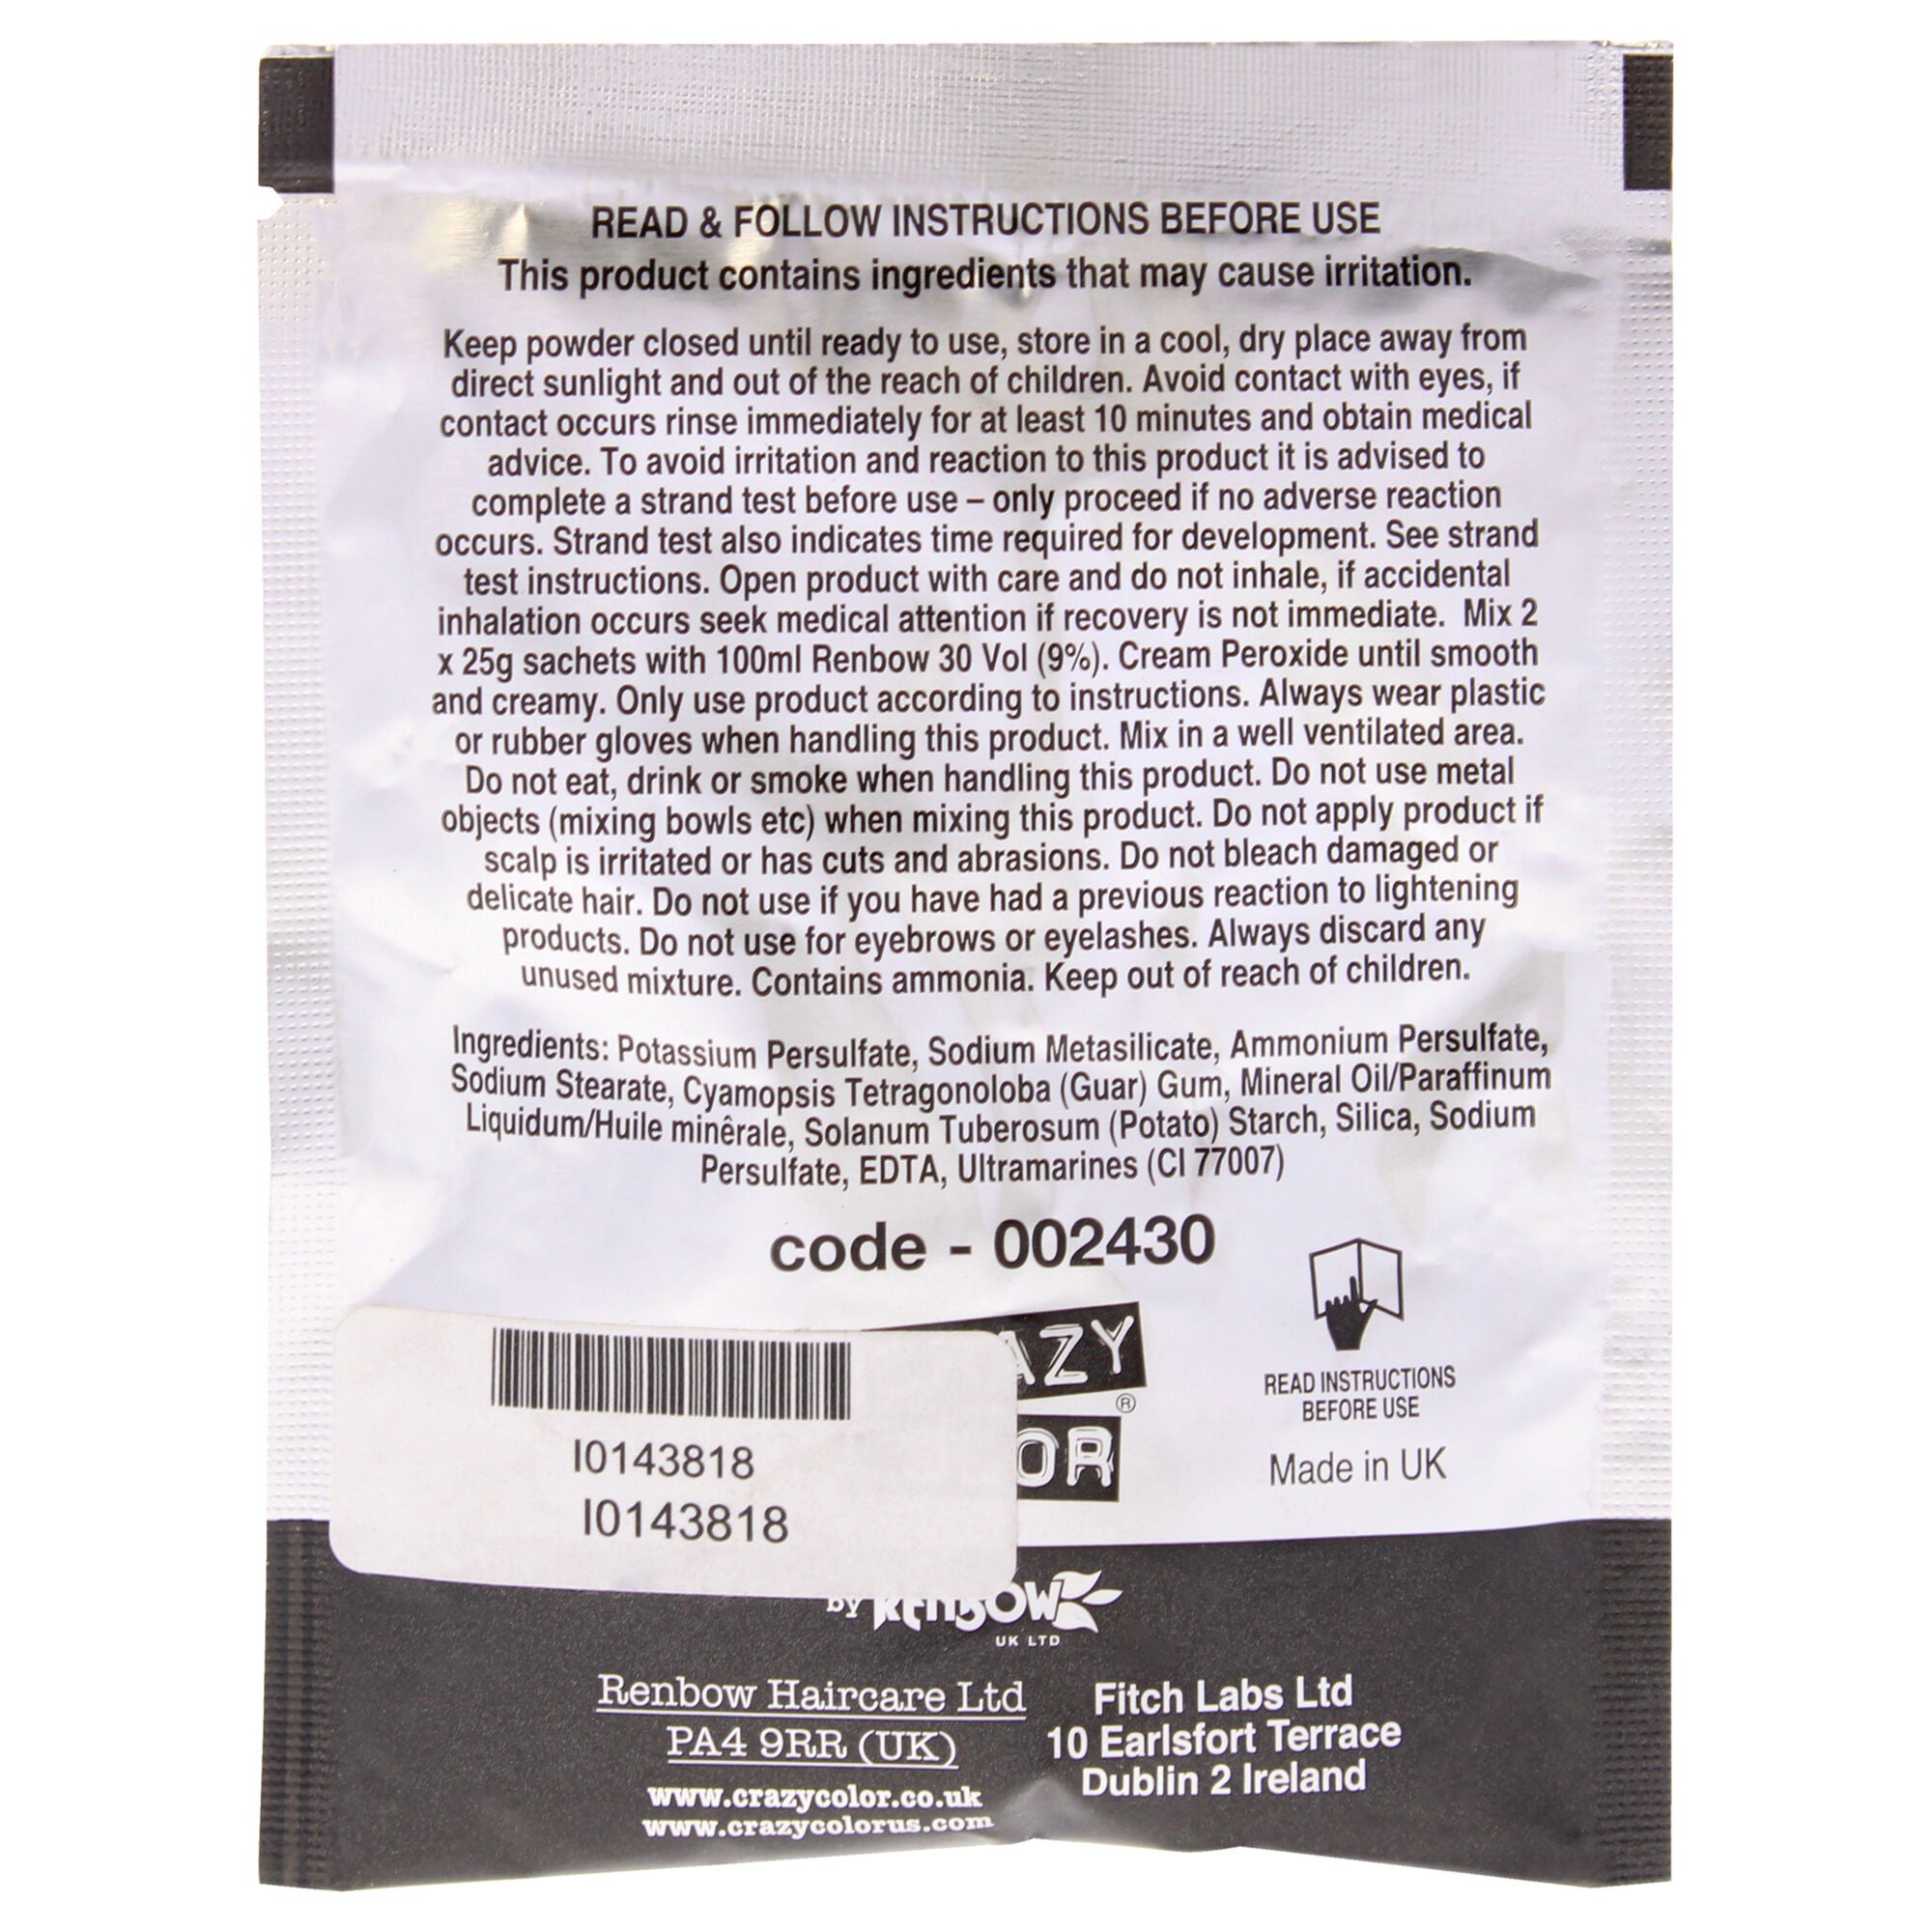 READ & FOLLOW INSTRUCTIONS BEFORE USE
This product contains ingredients that may cause irritation.
Keep powder closed until ready to use, store in a cool, dry place away from
direct sunlight and out of the reach of children. Avoid contact with eyes, if
contact occurs rinse immediately for at least 10 minutes and obtain medical
advice. To avoid irritation and reaction to this product it is advised to
complete a strand test before use – only proceed if no adverse reaction
occurs. Strand test also indicates time required for development. See strand
test instructions. Open product with care and do not inhale, if accidental
inhalation occurs seek medical attention if recovery is not immediate. Mix 2
x 25g sachets with 100ml Renbow 30 Vol (9%). Cream Peroxide until smooth
and creamy. Only use product according to instructions. Always wear plastic
or rubber gloves when handling this product. Mix in a well ventilated area.
Do not eat, drink or smoke when handling this product. Do not use metal
objects (mixing bowls etc) when mixing this product. Do not apply product if
scalp is irritated or has cuts and abrasions. Do not bleach damaged or
delicate hair. Do not use if you have had a previous reaction to lightening
products. Do not use for eyebrows or eyelashes. Always discard any
unused mixture. Contains ammonia. Keep out of reach of children.
Ingredients: Potassium Persulfate, Sodium Metasilicate, Ammonium Persulfate,
Sodium Stearate, Cyamopsis Tetragonoloba (Guar) Gum, Mineral Oil/Paraffinum
Liquidum/Huile minêrale, Solanum Tuberosum (Potato) Starch, Silica, Sodium
Persulfate, EDTA, Ultramarines (CI 77007)
code - 002430
AZY
®
OR
READ INSTRUCTIONS
BEFORE USE
Made in UK
I0143818
I0143818
by Renbow
UK LTD
Renbow Haircare Ltd
PA4 9RR (UK)
www.crazycolor.co.uk
www.crazycolorus.com
Fitch Labs Ltd
10 Earlsfort Terrace
Dublin 2 Ireland